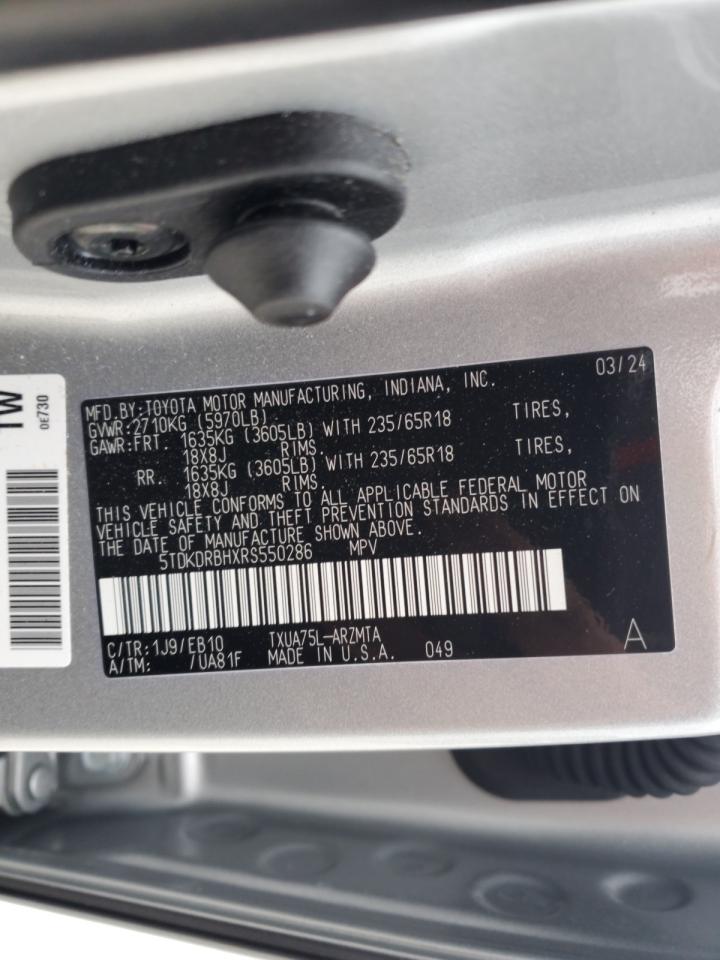 TW
0E730
MFD.BY:TOYOTA MOTOR MANUFACTURING, INDIANA, INC. 03/24
GVWR:2710KG (5970LB)
GAWR:FRT. 1635KG (3605LB) WITH 235/65R18 TIRES,
18X8J RIMS.
RR. 1635KG (3605LB) WITH 235/65R18 TIRES,
18X8J RIMS.
THIS VEHICLE CONFORMS TO ALL APPLICABLE FEDERAL MOTOR
VEHICLE SAFETY AND THEFT PREVENTION STANDARDS IN EFFECT ON
THE DATE OF MANUFACTURE SHOWN ABOVE.
5TDKDRBHXRS550286 MPV
C/TR:1J9/EB10 TXUA75L-ARZMTA
A/TM: /UA81F MADE IN U.S.A. 049 A